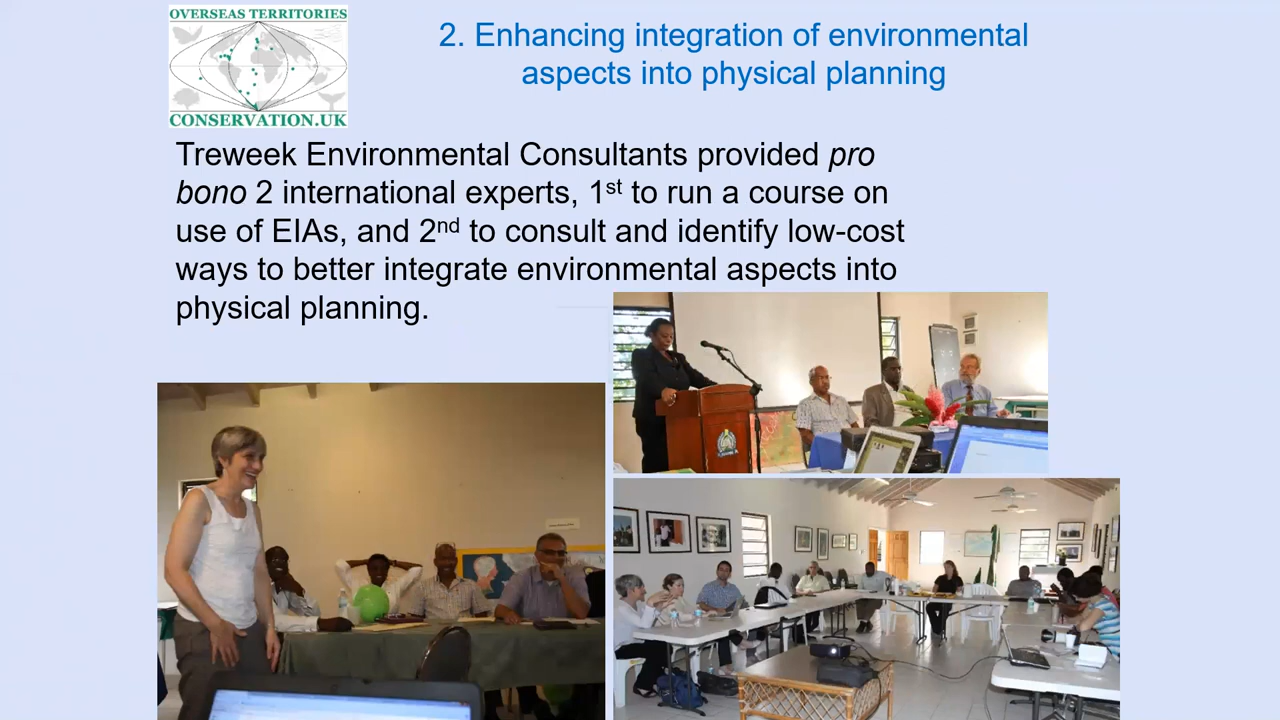 OVERSEAS TERRITORIES
CONSERVATION.UK
2. Enhancing integration of environmental
aspects into physical planning
Treweek Environmental Consultants provided pro
bono 2 international experts, 1st to run a course on
use of EIAs, and 2nd to consult and identify low-cost
ways to better integrate environmental aspects into
physical planning.